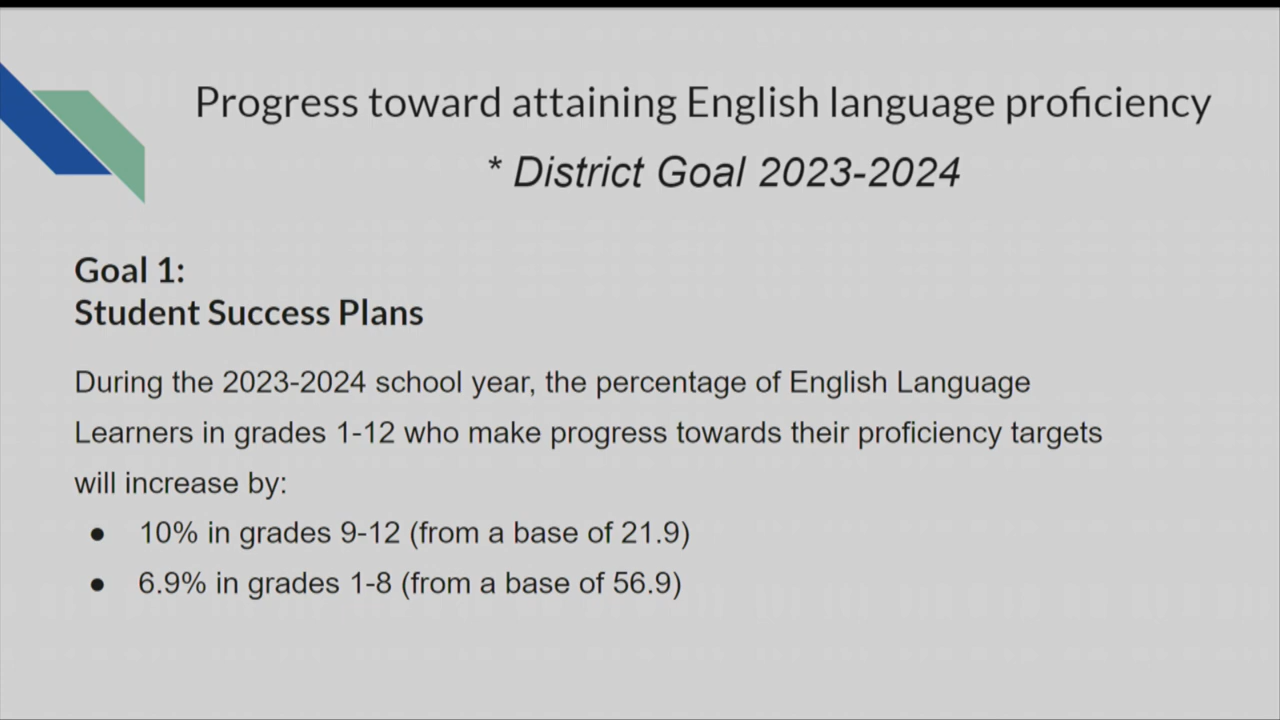 Progress toward attaining English language proficiency
* District Goal 2023-2024
Goal 1:
Student Success Plans
During the 2023-2024 school year, the percentage of English Language
Learners in grades 1-12 who make progress towards their proficiency targets
will increase by:
● 10% in grades 9-12 (from a base of 21.9)
● 6.9% in grades 1-8 (from a base of 56.9)